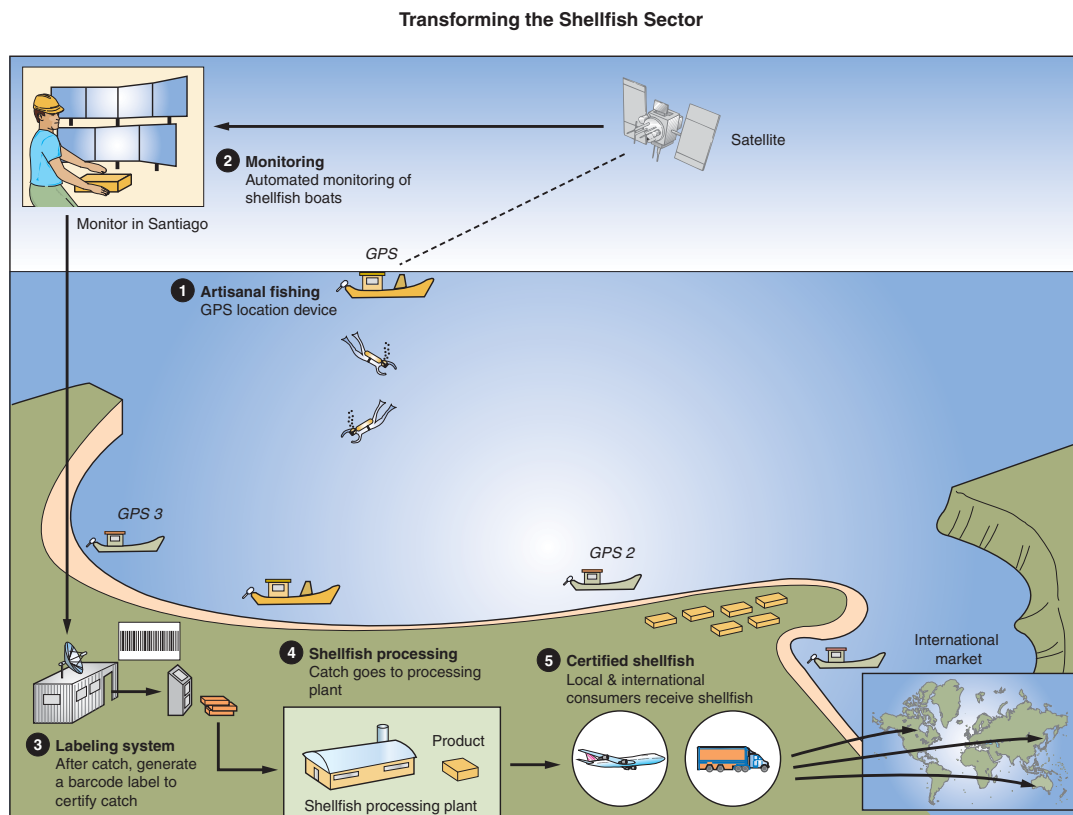 Transforming the Shellfish Sector
Satellite
2 Monitoring
Automated monitoring of
shellfish boats
Monitor in Santiago
GPS
1 Artisanal fishing
GPS location device
GPS 3
GPS 2
International
market
4 Shellfish processing
Catch goes to processing
plant
5 Certified shellfish
Local & international
consumers receive shellfish
3 Labeling system
After catch, generate
a barcode label to
certify catch
Product
Shellfish processing plant